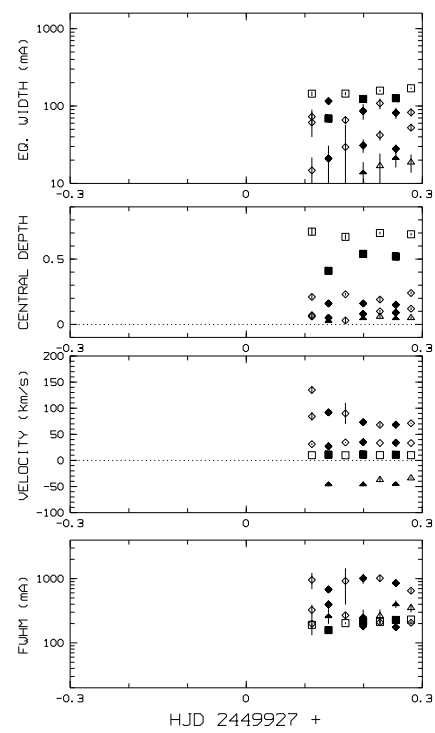 EQ. WIDTH (mA)
1000
100
10
-0.3 0 0.3
CENTRAL DEPTH
0.5
0
-0.3 0 0.3
VELOCITY (km/s)
200
150
100
50
0
-50
-100
-0.3 0 0.3
FWHM (mA)
1000
100
-0.3 0 0.3
HJD 2449927 +